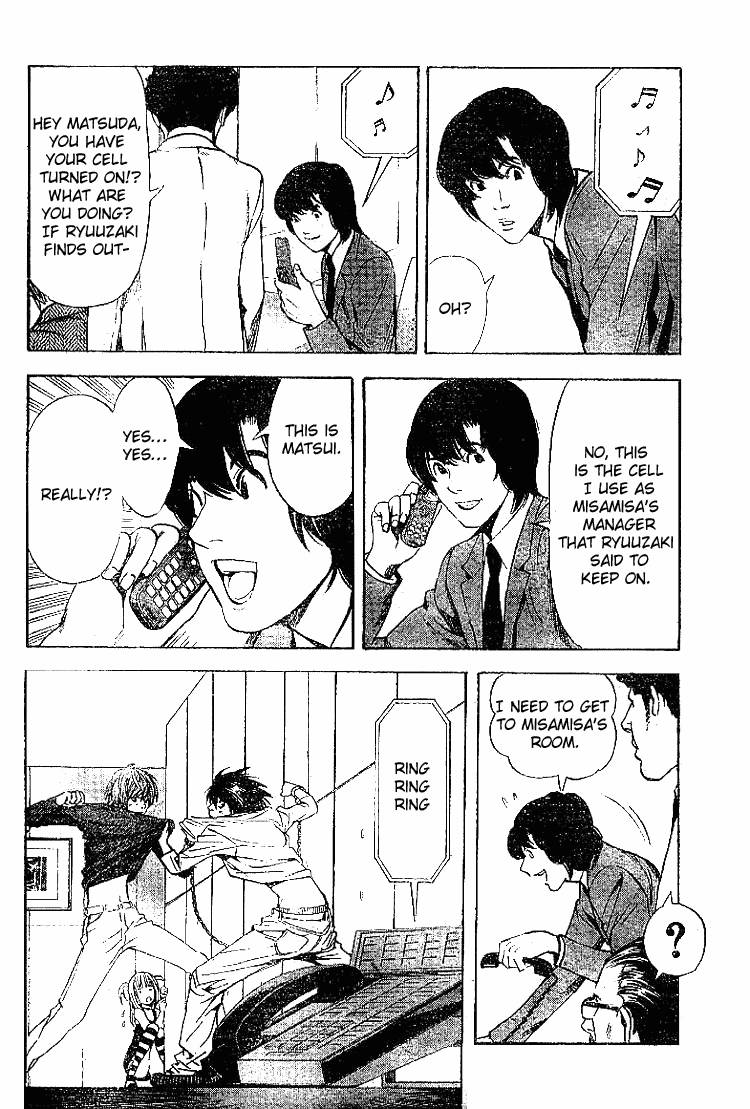 OH?
HEY MATSUDA,
YOU HAVE
YOUR CELL
TURNED ON!?
WHAT ARE
YOU DOING?
IF RYUUZAKI
FINDS OUT-
NO, THIS
IS THE CELL
I USE AS
MISAMISA'S
MANAGER
THAT RYUUZAKI
SAID TO
KEEP ON.
THIS IS
MATSUI.
YES...
YES...
REALLY!?
I NEED TO GET
TO MISAMISA'S
ROOM.
?
RING
RING
RING